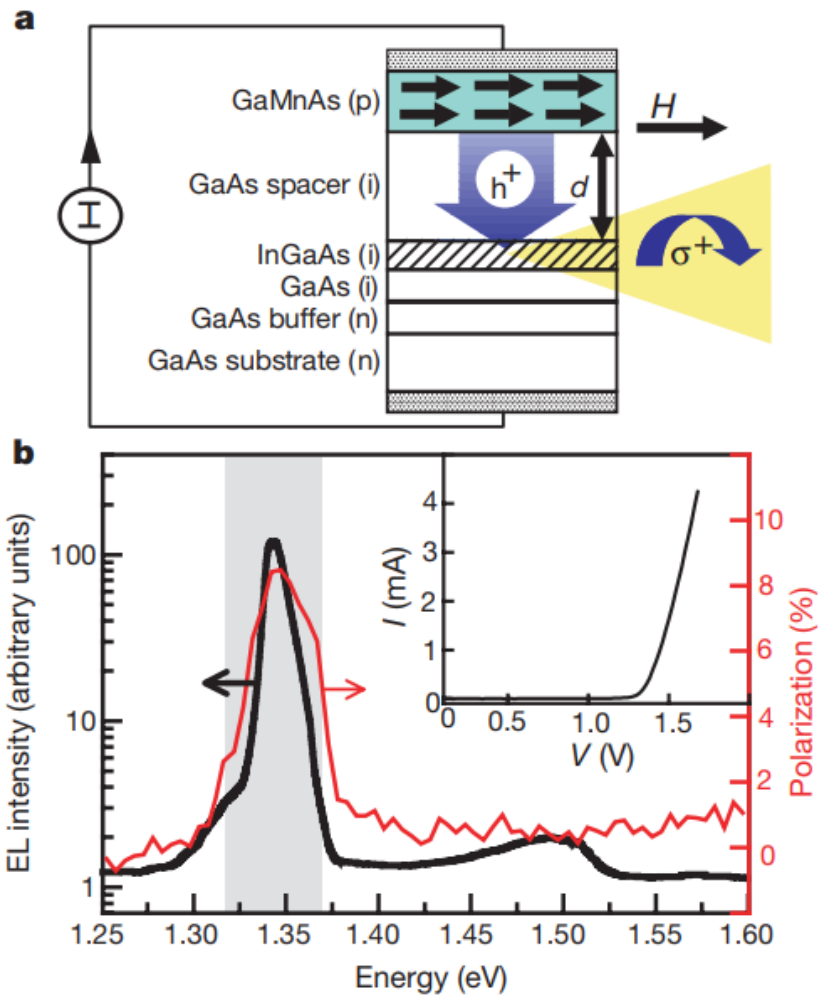 a
GaMnAs (p)
H
GaAs spacer (i)
h+
d
I
InGaAs (i)
σ+
GaAs (i)
GaAs buffer (n)
GaAs substrate (n)
b
EL intensity (arbitrary units)
100
10
1
1.25
1.30
1.35
1.40
1.45
1.50
1.55
1.60
Energy (eV)
I (mA)
4
3
2
1
0
0
0.5
1.0
1.5
V (V)
10
8
6
4
2
0
Polarization (%)